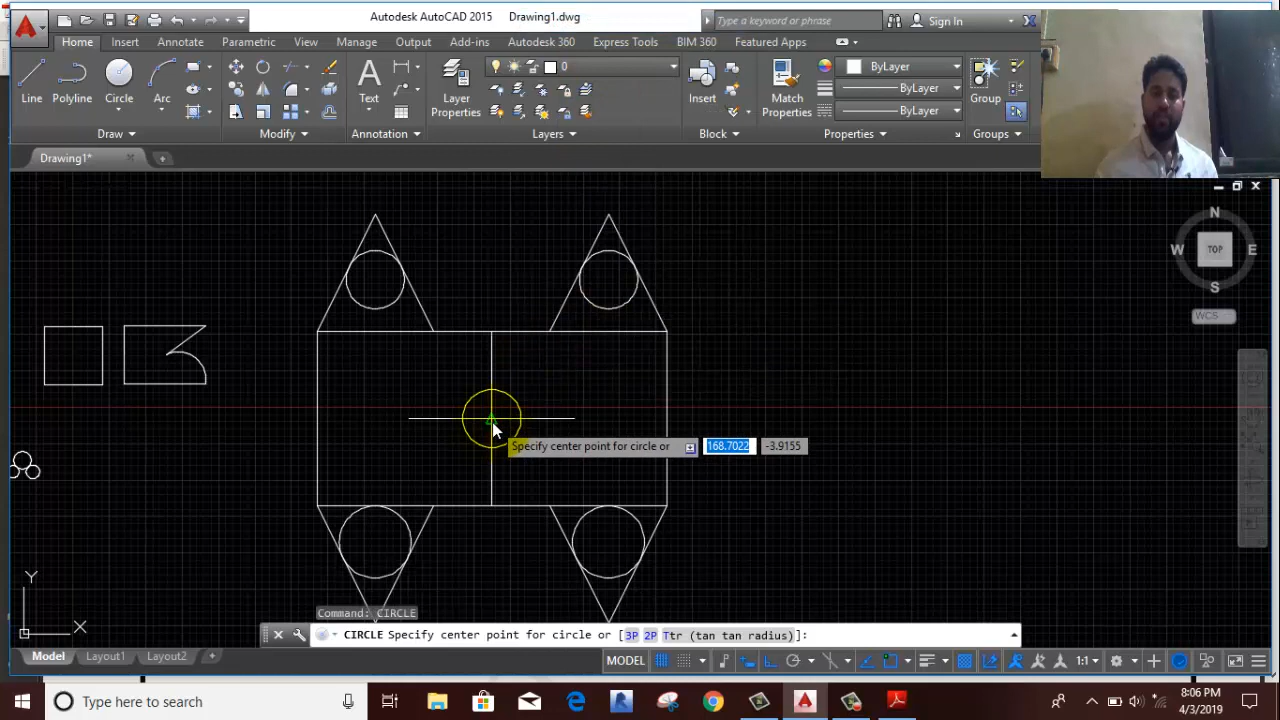 Autodesk AutoCAD 2015 Drawing1.dwg
Type a keyword or phrase
Sign In
Home Insert Annotate Parametric View Manage Output Add-ins Autodesk 360 Express Tools BIM 360 Featured Apps
0
ByLayer
ByLayer
ByLayer
Line Polyline Circle Arc
Text
Layer Properties
Insert
Match Properties
Group
Draw Modify Annotation Layers Block Properties Groups
Drawing1*
N
W TOP E
S
WCS
Specify center point for circle or 168.7022 -3.9155
Y
X
Command: CIRCLE
CIRCLE Specify center point for circle or [3P 2P Ttr (tan tan radius)]:
Model Layout1 Layout2
MODEL 1:1
Type here to search
8:06 PM
4/3/2019